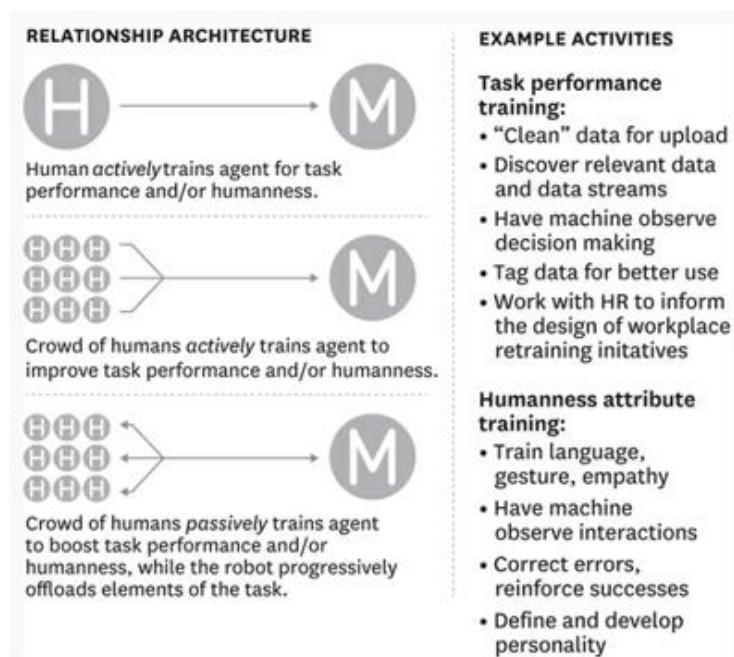 RELATIONSHIP ARCHITECTURE
H
M
Human actively trains agent for task
performance and/or humanness.
H H H
H H H
H H H
M
Crowd of humans actively trains agent to
improve task performance and/or humanness.
H H H
H H H
H H H
M
Crowd of humans passively trains agent
to boost task performance and/or
humanness, while the robot progressively
offloads elements of the task.
EXAMPLE ACTIVITIES
Task performance
training:
• “Clean” data for upload
• Discover relevant data
and data streams
• Have machine observe
decision making
• Tag data for better use
• Work with HR to inform
the design of workplace
retraining initatives
Humanness attribute
training:
• Train language,
gesture, empathy
• Have machine
observe interactions
• Correct errors,
reinforce successes
• Define and develop
personality